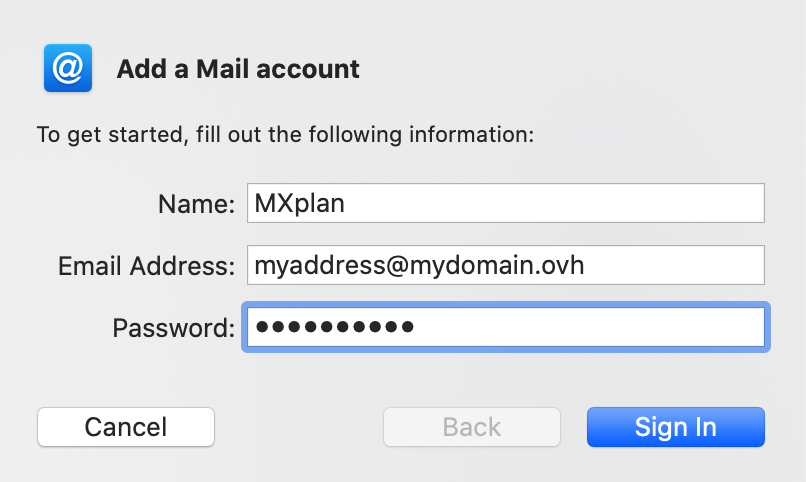 @ Add a Mail account
To get started, fill out the following information:
Name: MXplan
Email Address: myaddress@mydomain.ovh
Password: ••••••••••
Cancel Back Sign In